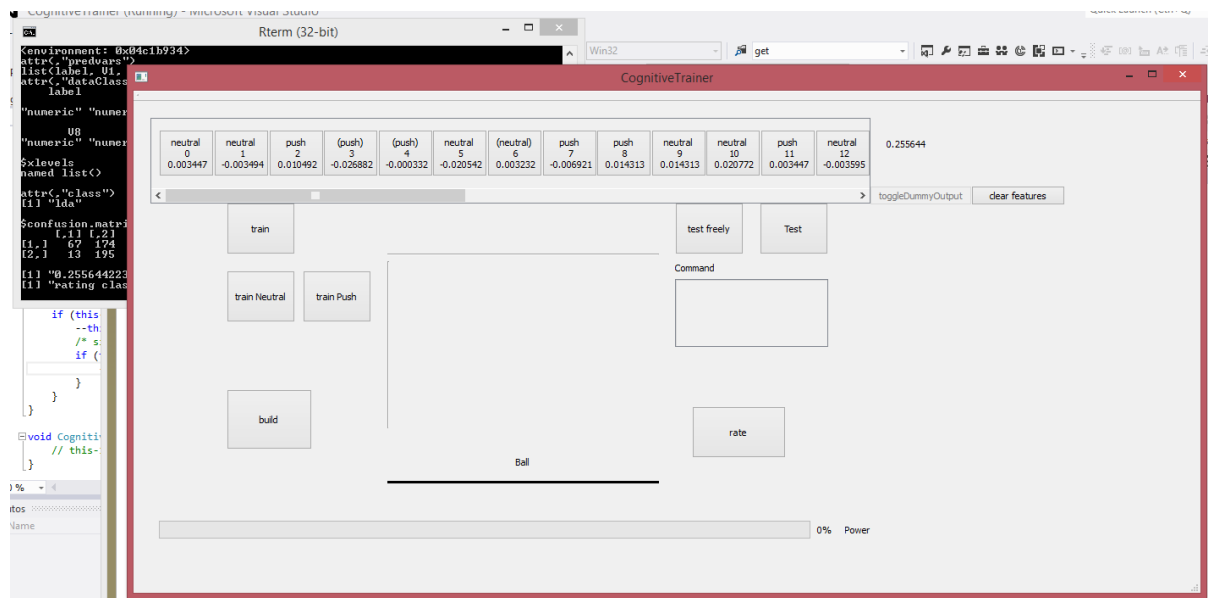 CognitiveTrainer (Running) - Microsoft Visual Studio
Rterm (32-bit)
<environment: 0x04c1b934>
attr(,"predvars")
list(label, V1,
attr(,"dataClass
label
"numeric" "numer
V8
"numeric" "numer
$xlevels
named list()
attr(,"class")
[1] "lda"
$confusion.matri
[,1] [,2]
[1,] 67 174
[2,] 13 195
[1] "0.255644223
[1] "rating clas
Win32
get
CognitiveTrainer
neutral
0
0.003447
neutral
1
-0.003494
push
2
0.010492
(push)
3
-0.026882
(push)
4
-0.000332
neutral
5
-0.020542
(neutral)
6
0.003232
push
7
-0.006921
push
8
0.014313
neutral
9
0.014313
neutral
10
0.020772
push
11
0.003447
neutral
12
-0.003595
0.255644
toggleDummyOutput
clear features
train
test freely
Test
Command
train Neutral
train Push
build
rate
Ball
0%
Power
if (this
--th
/* s
if (
}
}
}
void Cogniti
// this-
}
%
Name